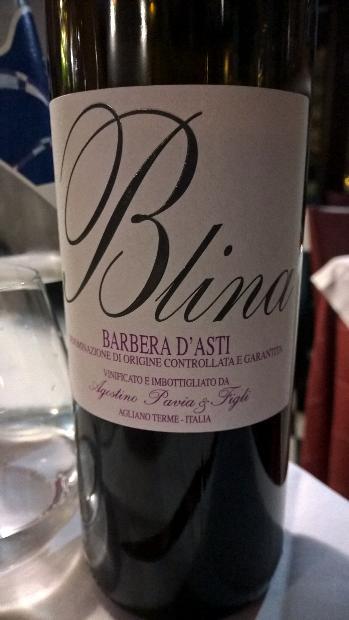 Blina
BARBERA D'ASTI
DENOMINAZIONE DI ORIGINE CONTROLLATA E GARANTITA
VINIFICATO E IMBOTTIGLIATO DA
Agostino Pavia & Figli
AGLIANO TERME - ITALIA